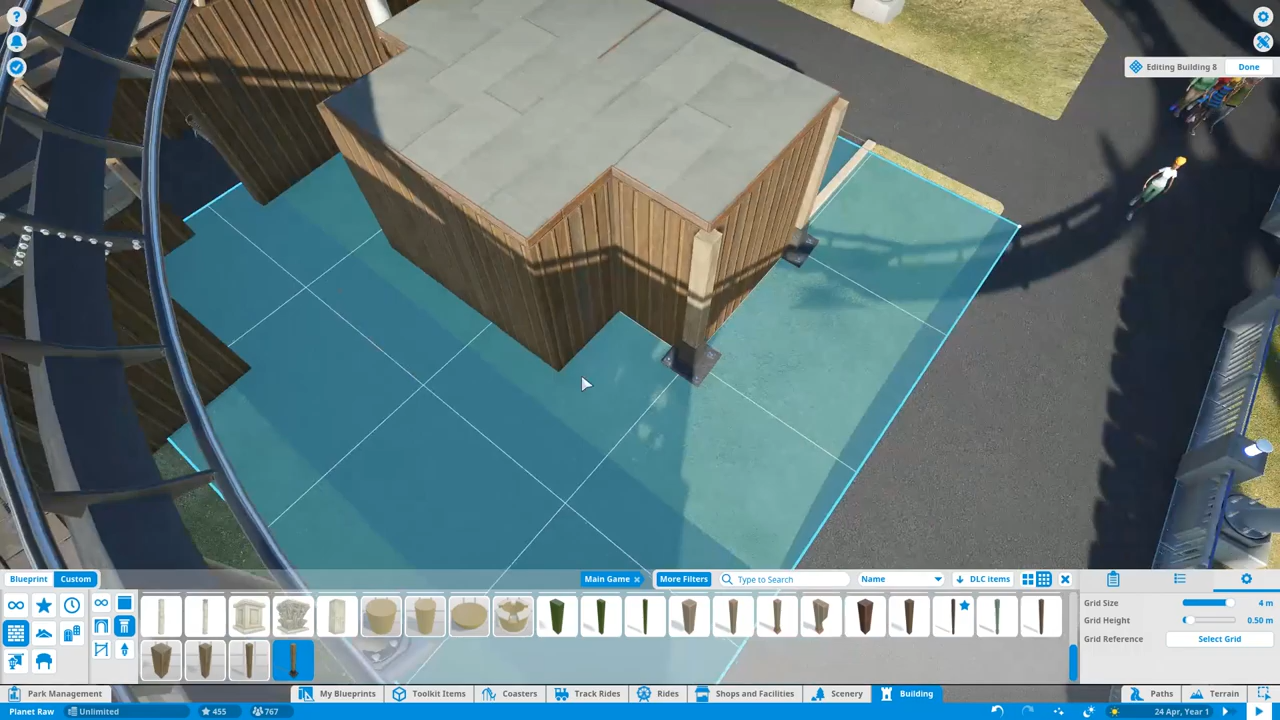 Editing Building 8 Done
Blueprint Custom Main Game More Filters Type to Search Name DLC items
Grid Size 4 m
Grid Height 0.50 m
Grid Reference Select Grid
Park Management My Blueprints Toolkit Items Coasters Track Rides Rides Shops and Facilities Scenery Building Paths Terrain
Planet Raw Unlimited 455 767 24 Apr, Year 1